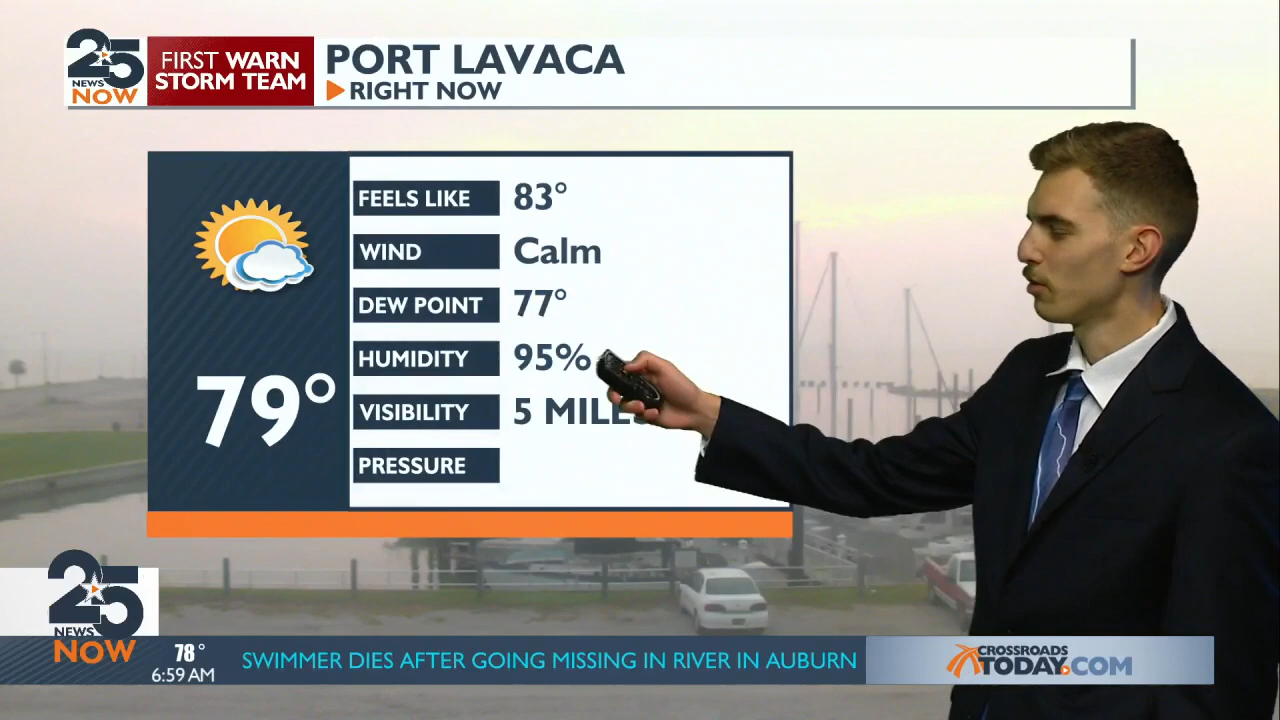 25
NEWS
NOW
FIRST WARN
STORM TEAM
PORT LAVACA
RIGHT NOW
79°
FEELS LIKE 83°
WIND Calm
DEW POINT 77°
HUMIDITY 95%
VISIBILITY 5 MILES
PRESSURE
25
NEWS
NOW
78°
6:59 AM
SWIMMER DIES AFTER GOING MISSING IN RIVER IN AUBURN
CROSSROADS
TODAY.COM